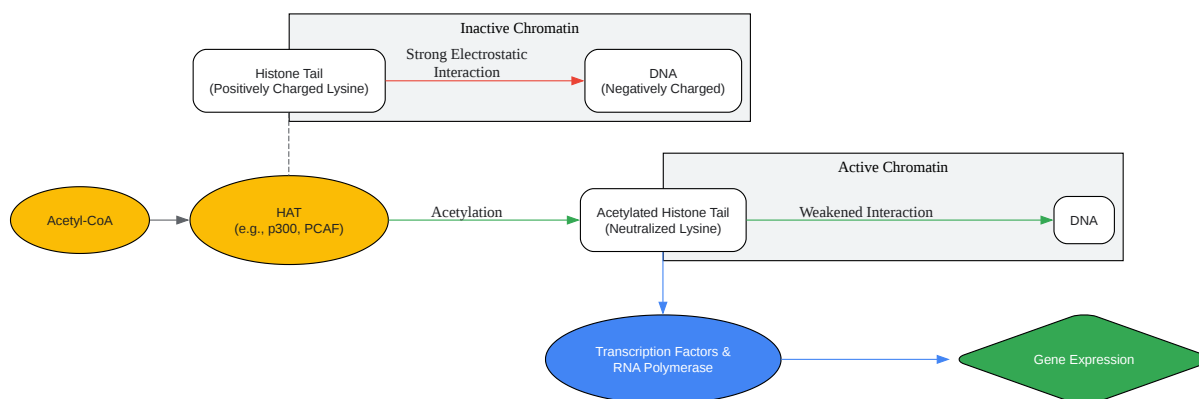 Inactive Chromatin
Histone Tail
(Positively Charged Lysine)
Strong Electrostatic
Interaction
DNA
(Negatively Charged)
Active Chromatin
Acetyl-CoA
HAT
(e.g., p300, PCAF)
Acetylation
Acetylated Histone Tail
(Neutralized Lysine)
Weakened Interaction
DNA
Transcription Factors &
RNA Polymerase
Gene Expression